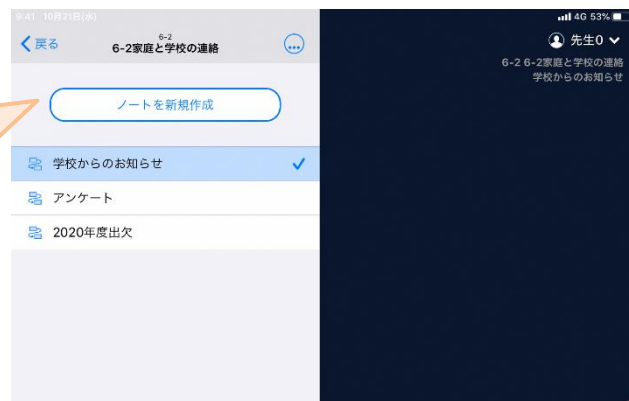 9:41 10月21日(水)
4G 53%
戻る
6-2
6-2家庭と学校の連絡
先生0
6-2 6-2家庭と学校の連絡
学校からのお知らせ
ノートを新規作成
学校からのお知らせ
アンケート
2020年度出欠